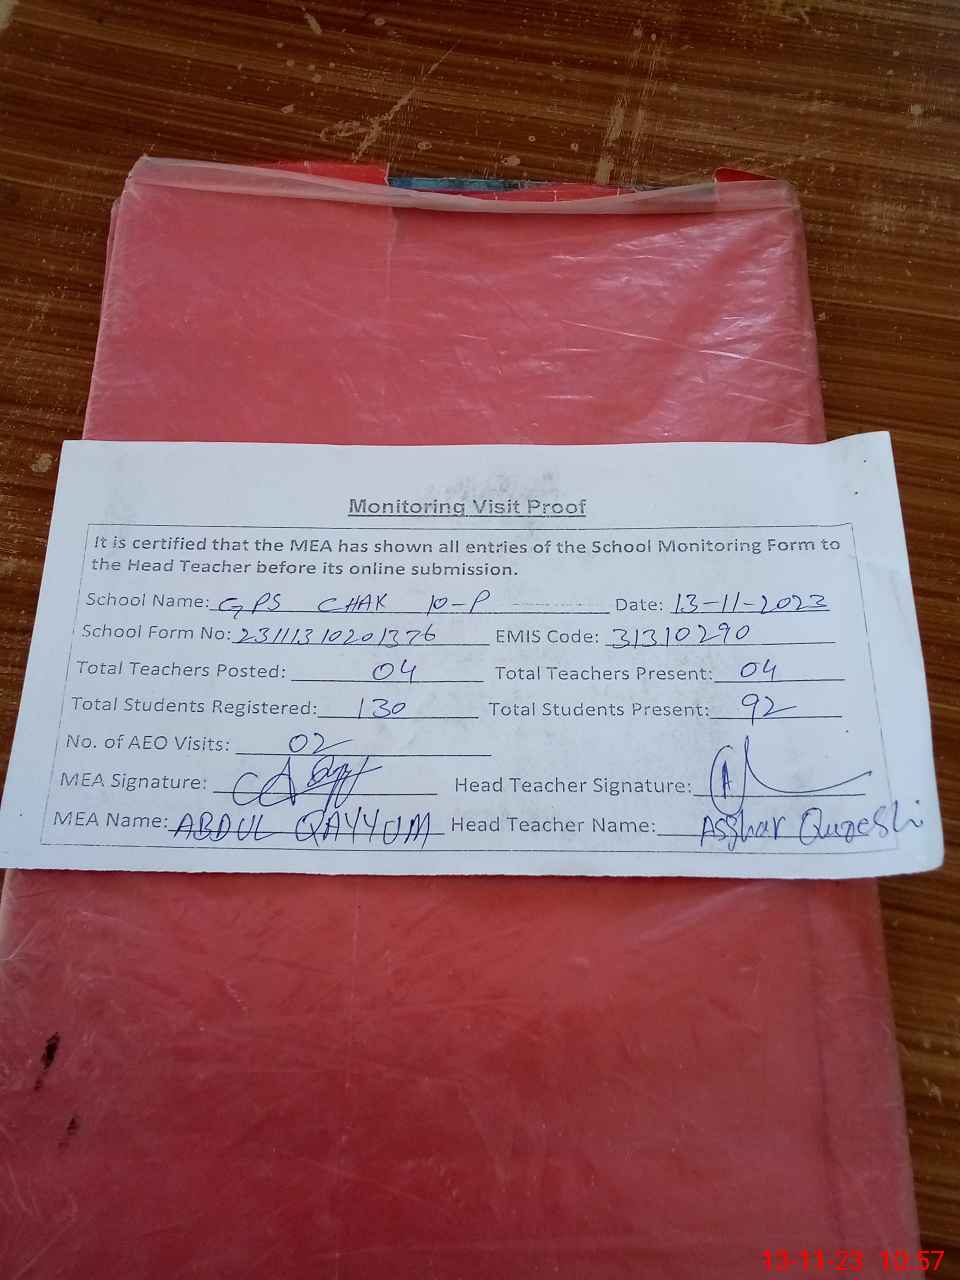 Monitoring Visit Proof
It is certified that the MEA has shown all entries of the School Monitoring Form to
the Head Teacher before its online submission.
School Name: GPS CHAK 10-P Date: 13-11-2023
School Form No: 23111310201376 EMIS Code: 31310290
Total Teachers Posted: 04 Total Teachers Present: 04
Total Students Registered: 130 Total Students Present: 92
No. of AEO Visits: 02
MEA Signature: Head Teacher Signature:
MEA Name: ABDUL QAYYUM Head Teacher Name: Asghar Qureshi
13-11-23 10:57